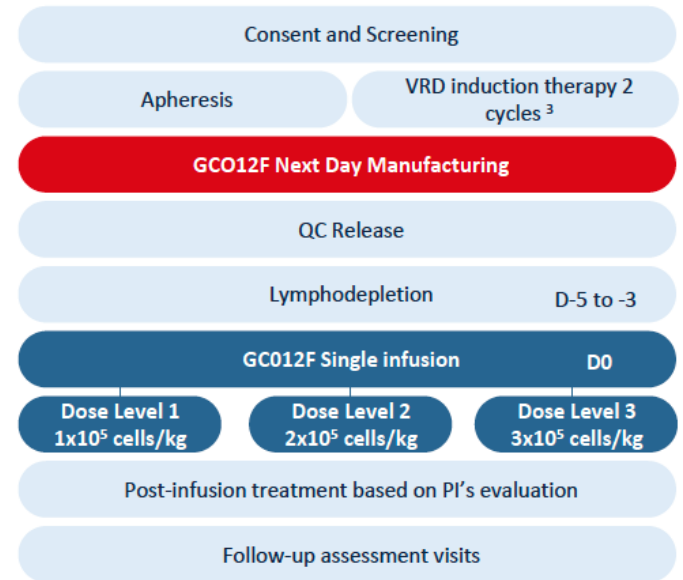 Consent and Screening
Apheresis
VRD induction therapy 2
cycles ³
GCO12F Next Day Manufacturing
QC Release
Lymphodepletion
D-5 to -3
GC012F Single infusion
D0
Dose Level 1
1x10⁵ cells/kg
Dose Level 2
2x10⁵ cells/kg
Dose Level 3
3x10⁵ cells/kg
Post-infusion treatment based on PI's evaluation
Follow-up assessment visits